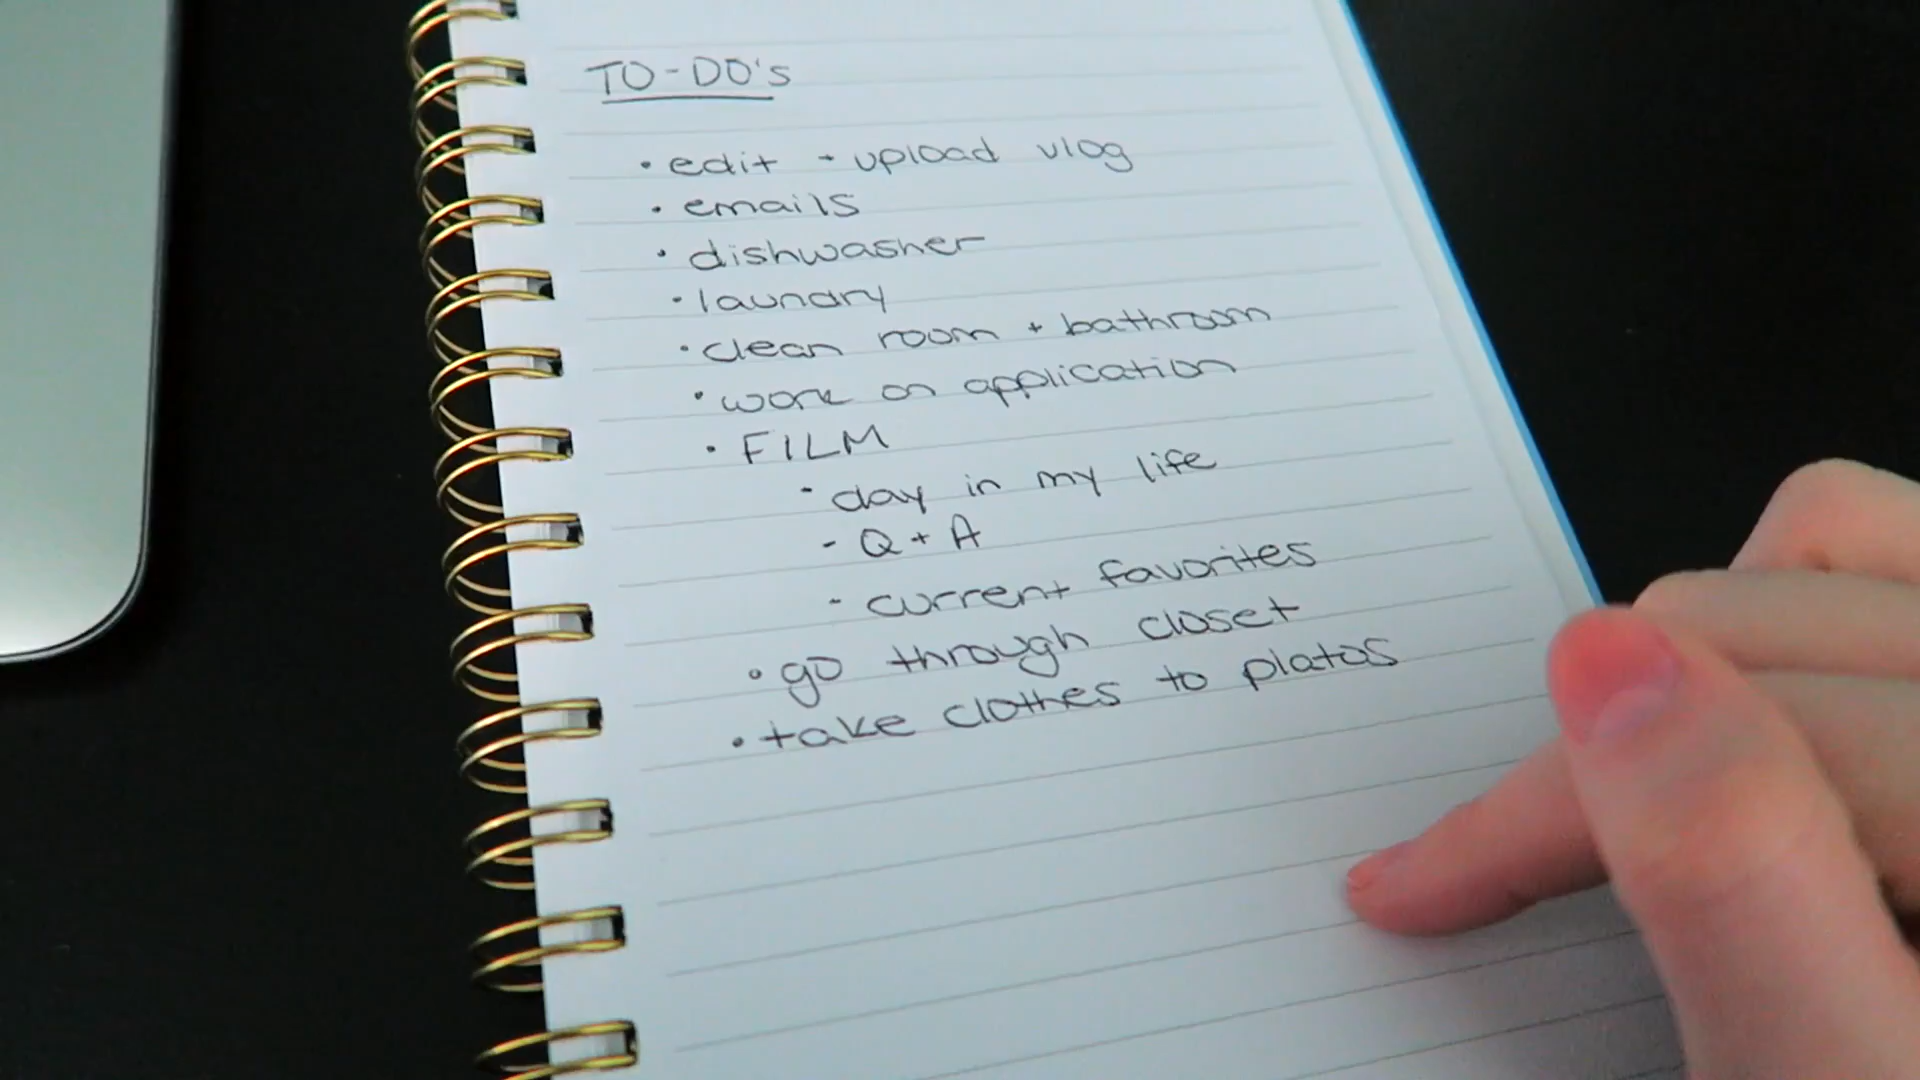 TO-DO's
• edit + upload vlog
• emails
• dishwasher
• laundry
• clean room + bathroom
• work on application
• FILM
- day in my life
- Q + A
- current favorites
• go through closet
• take clothes to platos